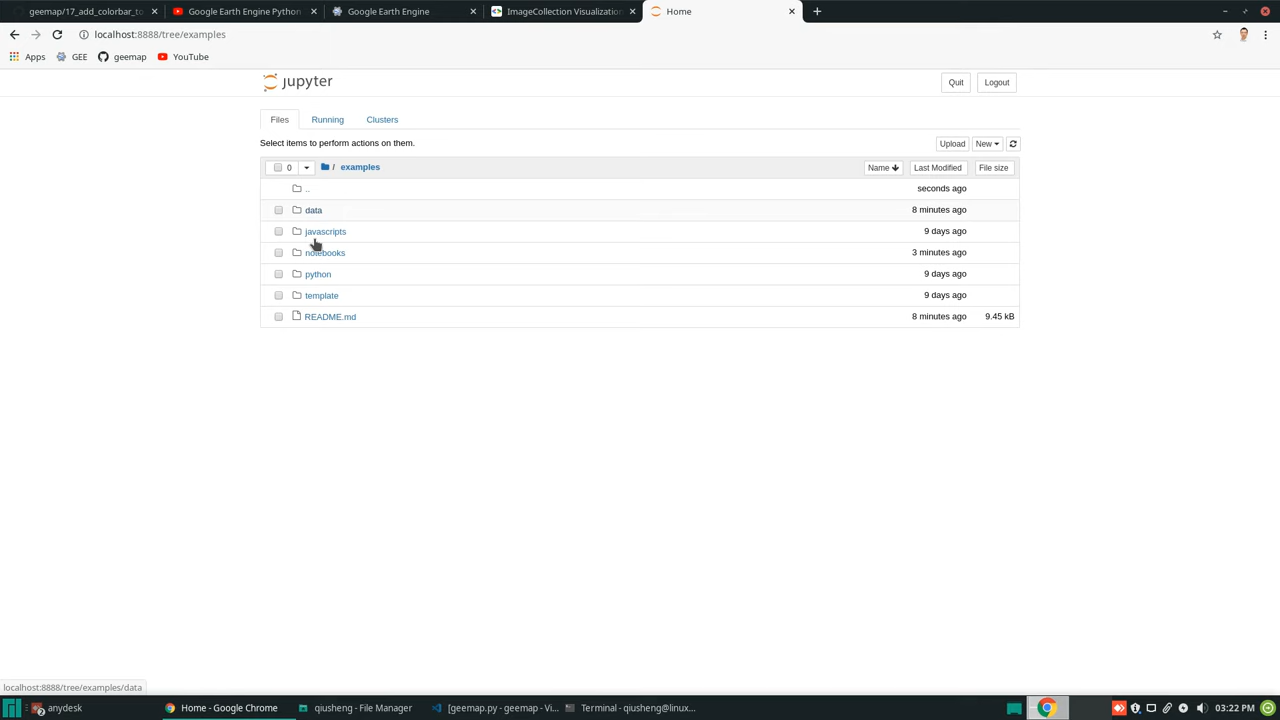 geemap/17_add_colorbar_to
Google Earth Engine Python
Google Earth Engine
ImageCollection Visualization
Home
localhost:8888/tree/examples
Apps
GEE
geemap
YouTube
jupyter
Quit
Logout
Files
Running
Clusters
Select items to perform actions on them.
Upload
New
0
/ examples
Name
Last Modified
File size
..
seconds ago
data
8 minutes ago
javascripts
9 days ago
notebooks
3 minutes ago
python
9 days ago
template
9 days ago
README.md
8 minutes ago
9.45 kB
localhost:8888/tree/examples/data
anydesk
Home - Google Chrome
qiusheng - File Manager
[geemap.py - geemap - Vi...
Terminal - qiusheng@linux...
03:22 PM